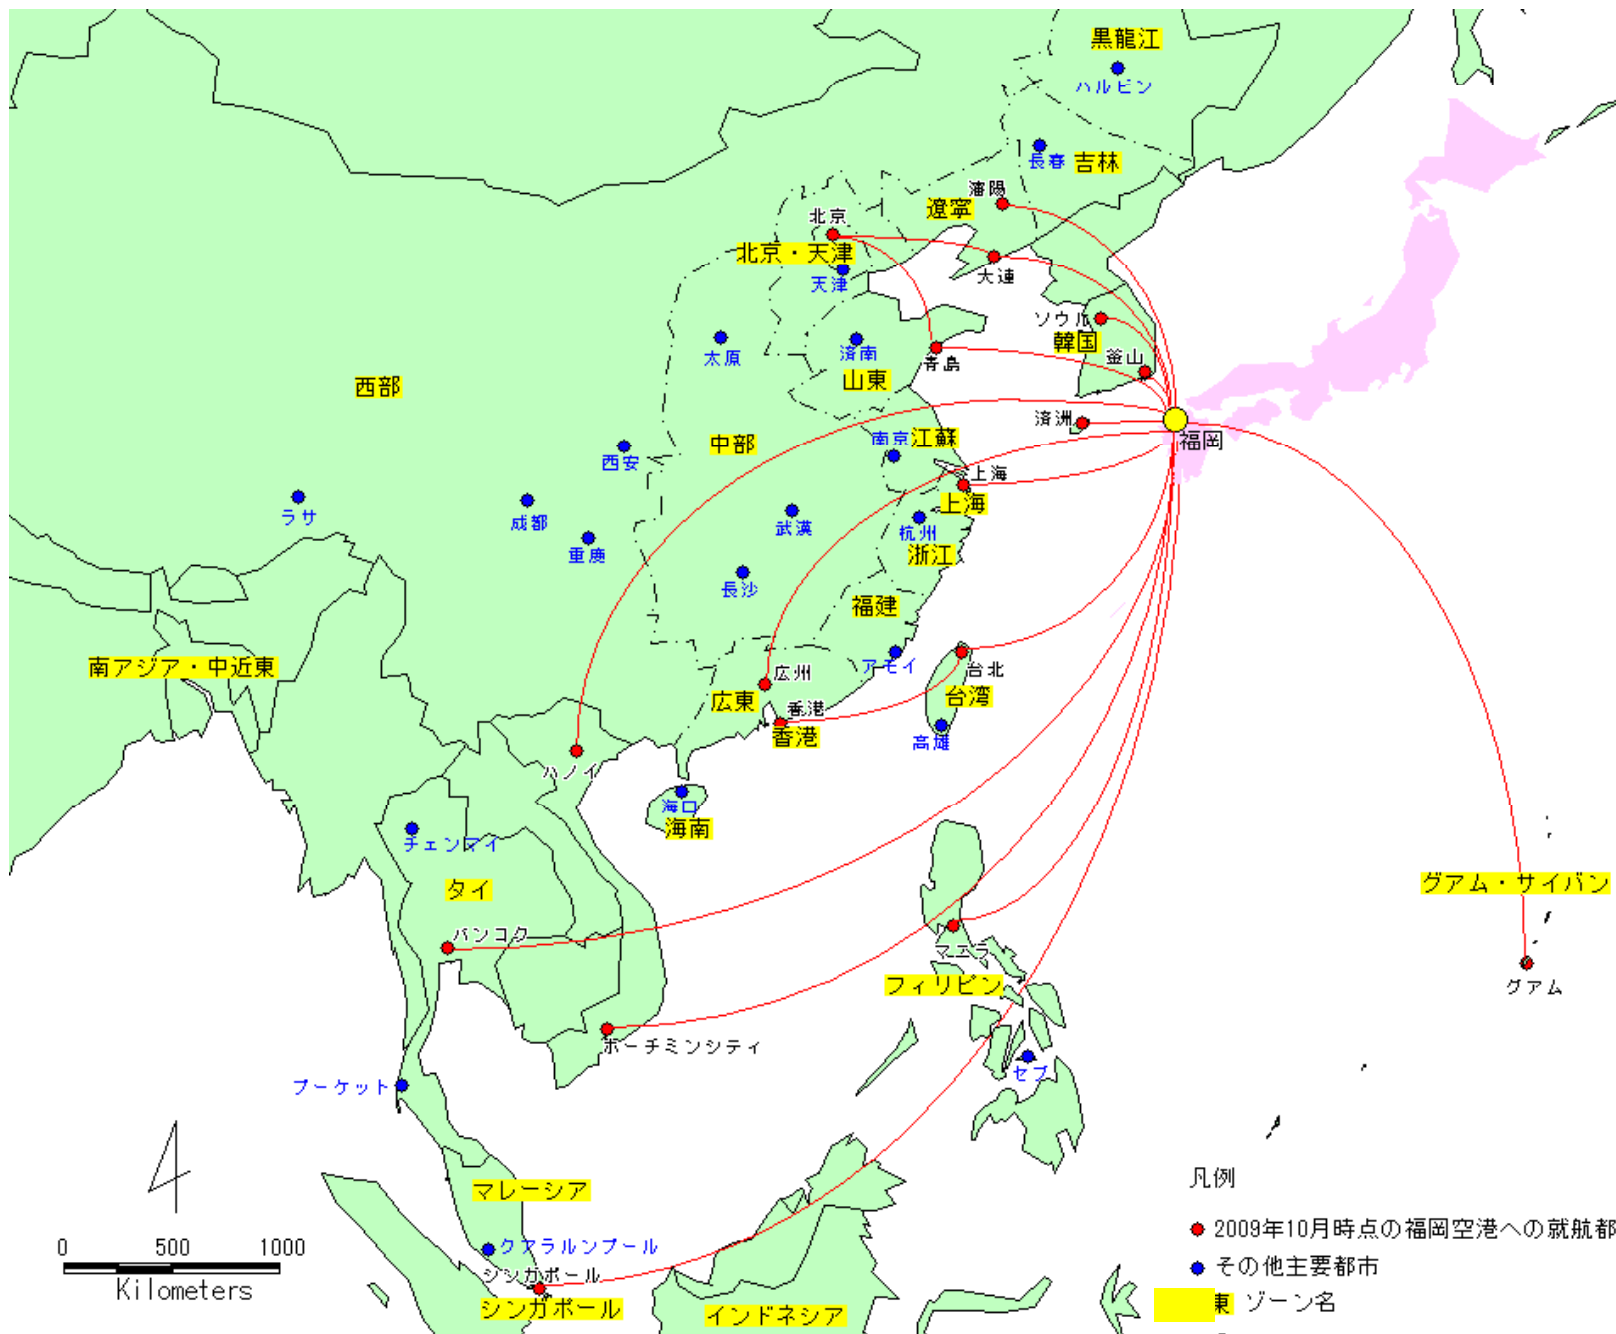 黒龍江
ハルビン
長春
吉林
瀋陽
遼寧
北京
北京・天津
天津
大連
ソウル
韓国
釜山
太原
済南
青島
山東
西部
済洲
福岡
中部
南京
江蘇
西安
上海
上海
ラサ
成都
武漢
杭州
重慶
浙江
長沙
福建
南アジア・中近東
アモイ
台北
広州
広東
台湾
香港
香港
高雄
ハノイ
海口
海南
チェンマイ
タイ
グアム・サイパン
バンコク
マニラ
フィリピン
グアム
ホーチミンシティ
セブ
プーケット
凡例
マレーシア
2009年10月時点の福岡空港への就航都
0 500 1000
Kilometers
クアラルンプール
シンガポール
その他主要都市
シンガポール
インドネシア
東 ゾーン名